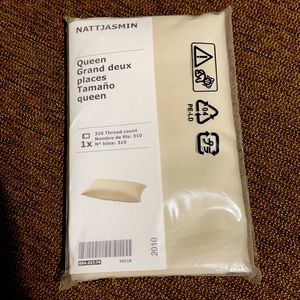 NATTJASMIN
Queen
Grand deux
places
Tamaño
queen
1x
310 Thread count
Nombre de fils: 310
N° hilos: 310
2010
04
PE-LD